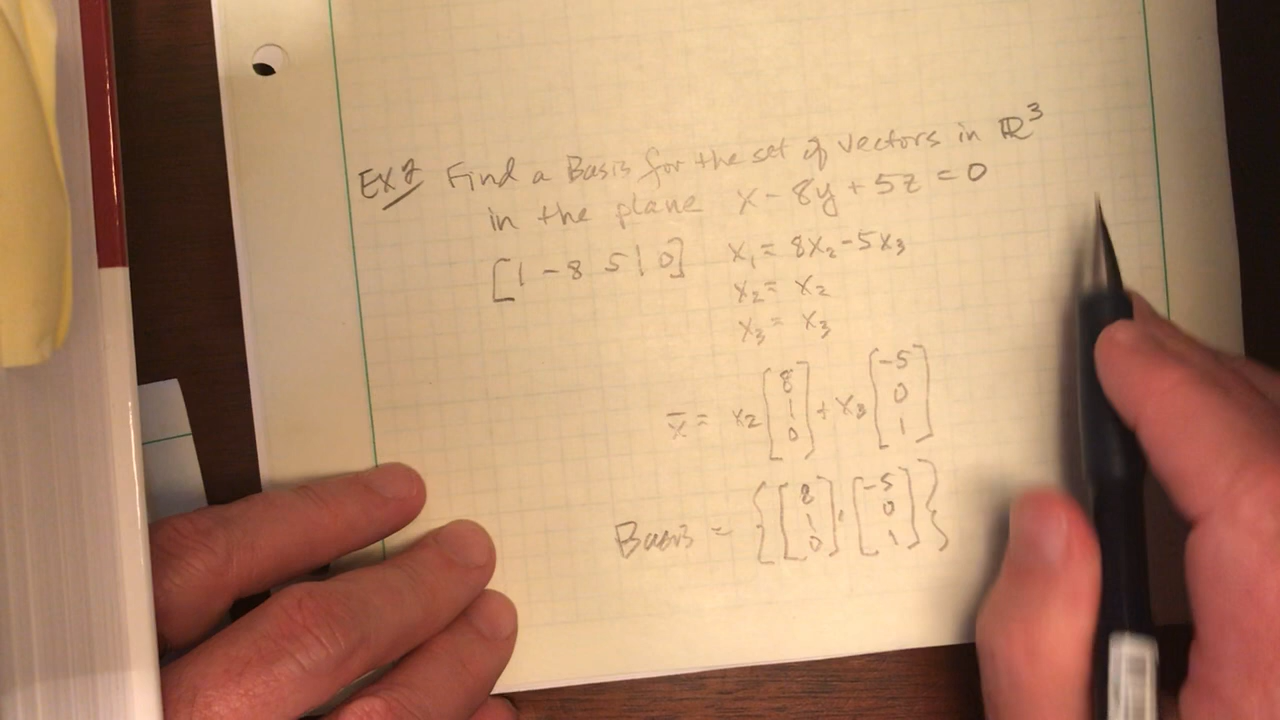 Ex 2 Find a Basis for the set of vectors in ℝ³
in the plane x - 8y + 5z = 0
[1 -8 5 | 0] x₁ = 8x₂ - 5x₃
x₂ = x₂
x₃ = x₃
x̄ = x₂ [8 1 0] + x₃ [-5 0 1]
Basis = {[8 1 0], [-5 0 1]}